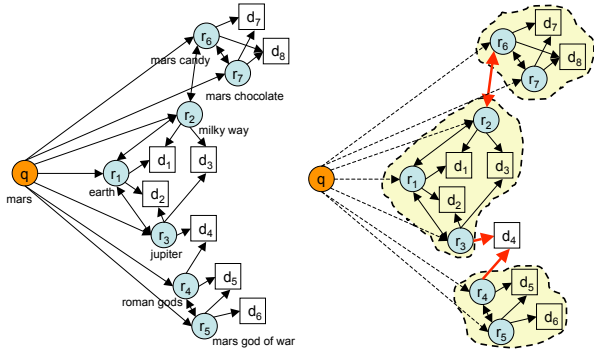 d7
r6
mars candy
d8
r7
mars chocolate
r2
milky way
d1
d3
q
mars
r1
earth
d2
r3
d4
jupiter
r4
d5
roman gods
d6
r5
mars god of war
d7
r6
d8
r7
r2
d1
d3
q
r1
d2
r3
d4
r4
d5
d6
r5